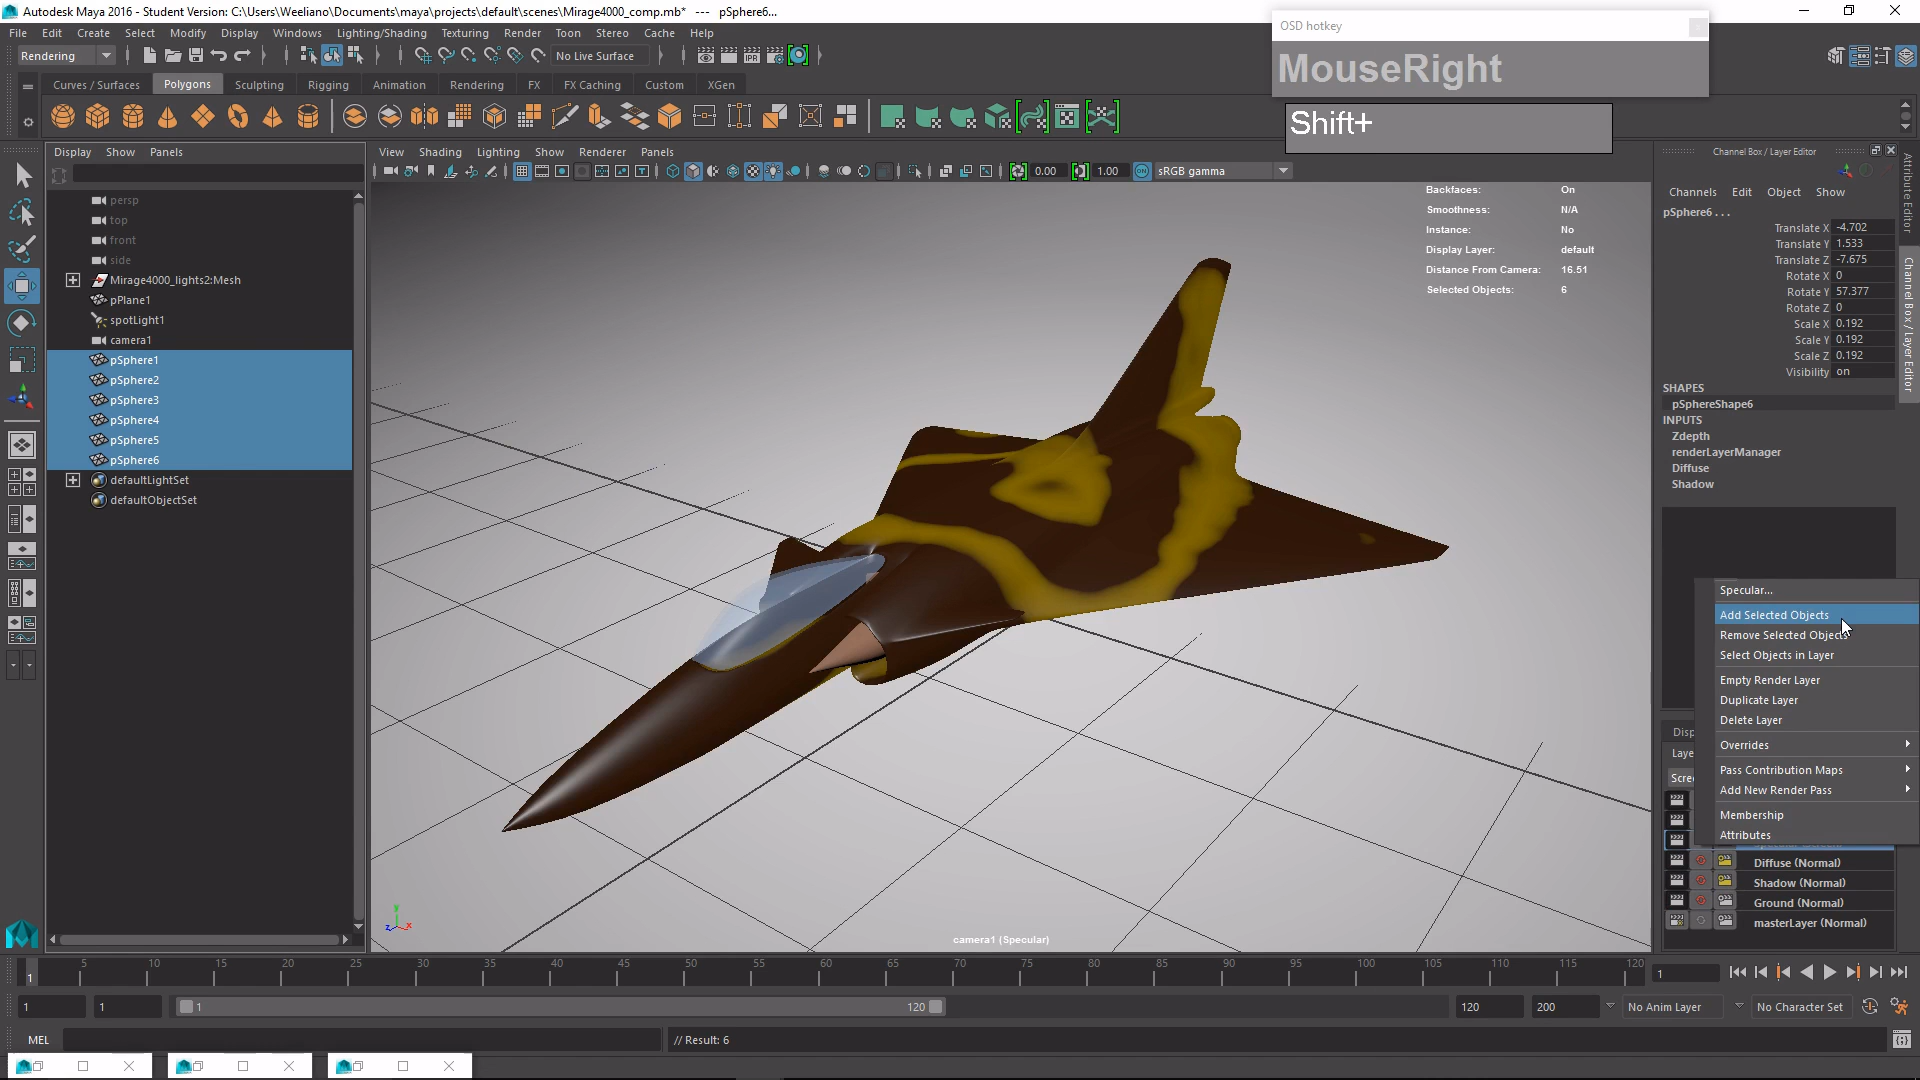 Autodesk Maya 2016 - Student Version: C:\Users\Weeliano\Documents\maya\projects\default\scenes\Mirage4000_comp.mb* --- pSphere6...
OSD hotkey
MouseRight
Shift+
File Edit Create Select Modify Display Windows Lighting/Shading Texturing Render Toon Stereo Cache Help
Rendering
No Live Surface
Curves / Surfaces Polygons Sculpting Rigging Animation Rendering FX FX Caching Custom XGen
Display Show Panels
View Shading Lighting Show Renderer Panels
0.00
1.00
sRGB gamma
persp
top
front
side
Mirage4000_lights2:Mesh
pPlane1
spotLight1
camera1
pSphere1
pSphere2
pSphere3
pSphere4
pSphere5
pSphere6
defaultLightSet
defaultObjectSet
Backfaces: On
Smoothness: N/A
Instance: No
Display Layer: default
Distance From Camera: 16.51
Selected Objects: 6
camera1 (Specular)
Channel Box / Layer Editor
Channels Edit Object Show
pSphere6 . . .
Translate X -4.702
Translate Y 1.533
Translate Z -7.675
Rotate X 0
Rotate Y 57.377
Rotate Z 0
Scale X 0.192
Scale Y 0.192
Scale Z 0.192
Visibility on
SHAPES
pSphereShape6
INPUTS
Zdepth
renderLayerManager
Diffuse
Shadow
Attribute Editor
Channel Box / Layer Editor
Specular...
Add Selected Objects
Remove Selected Objects
Select Objects in Layer
Empty Render Layer
Duplicate Layer
Delete Layer
Overrides
Pass Contribution Maps
Add New Render Pass
Membership
Attributes
Disp
Laye
Scre
Diffuse (Normal)
Shadow (Normal)
Ground (Normal)
masterLayer (Normal)
1 5 10 15 20 25 30 35 40 45 50 55 60 65 70 75 80 85 90 95 100 105 110 115 120
1
1 1 1 120 120 200 No Anim Layer No Character Set
MEL
// Result: 6